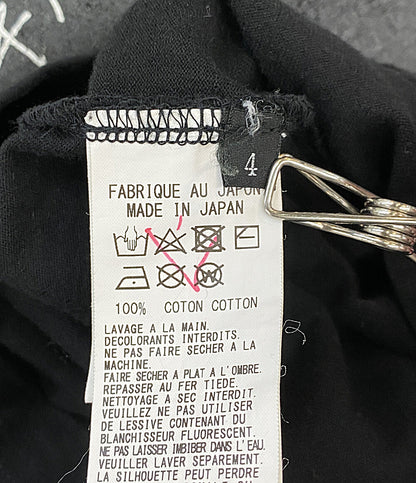 4
FABRIQUE AU JAPON
MADE IN JAPAN
100% COTON COTTON
LAVAGE A LA MAIN.
DECOLORANTS INTERDITS.
NE PAS FAIRE SECHER A LA
MACHINE.
FAIRE SECHER A PLAT A L'OMBRE.
REPASSER AU FER TIEDE.
NETTOYAGE A SEC INTERDIT.
VEUILLEZ NE PAS UTILISER
DE LESSIVE CONTENANT DU
BLANCHISSEUR FLUORESCENT.
NE PAS LAISSER IMBIBER DANS L'EAU.
VEUILLER LAVER SEPAREMENT.
LA SILHOUETTE PEUT PERDRE